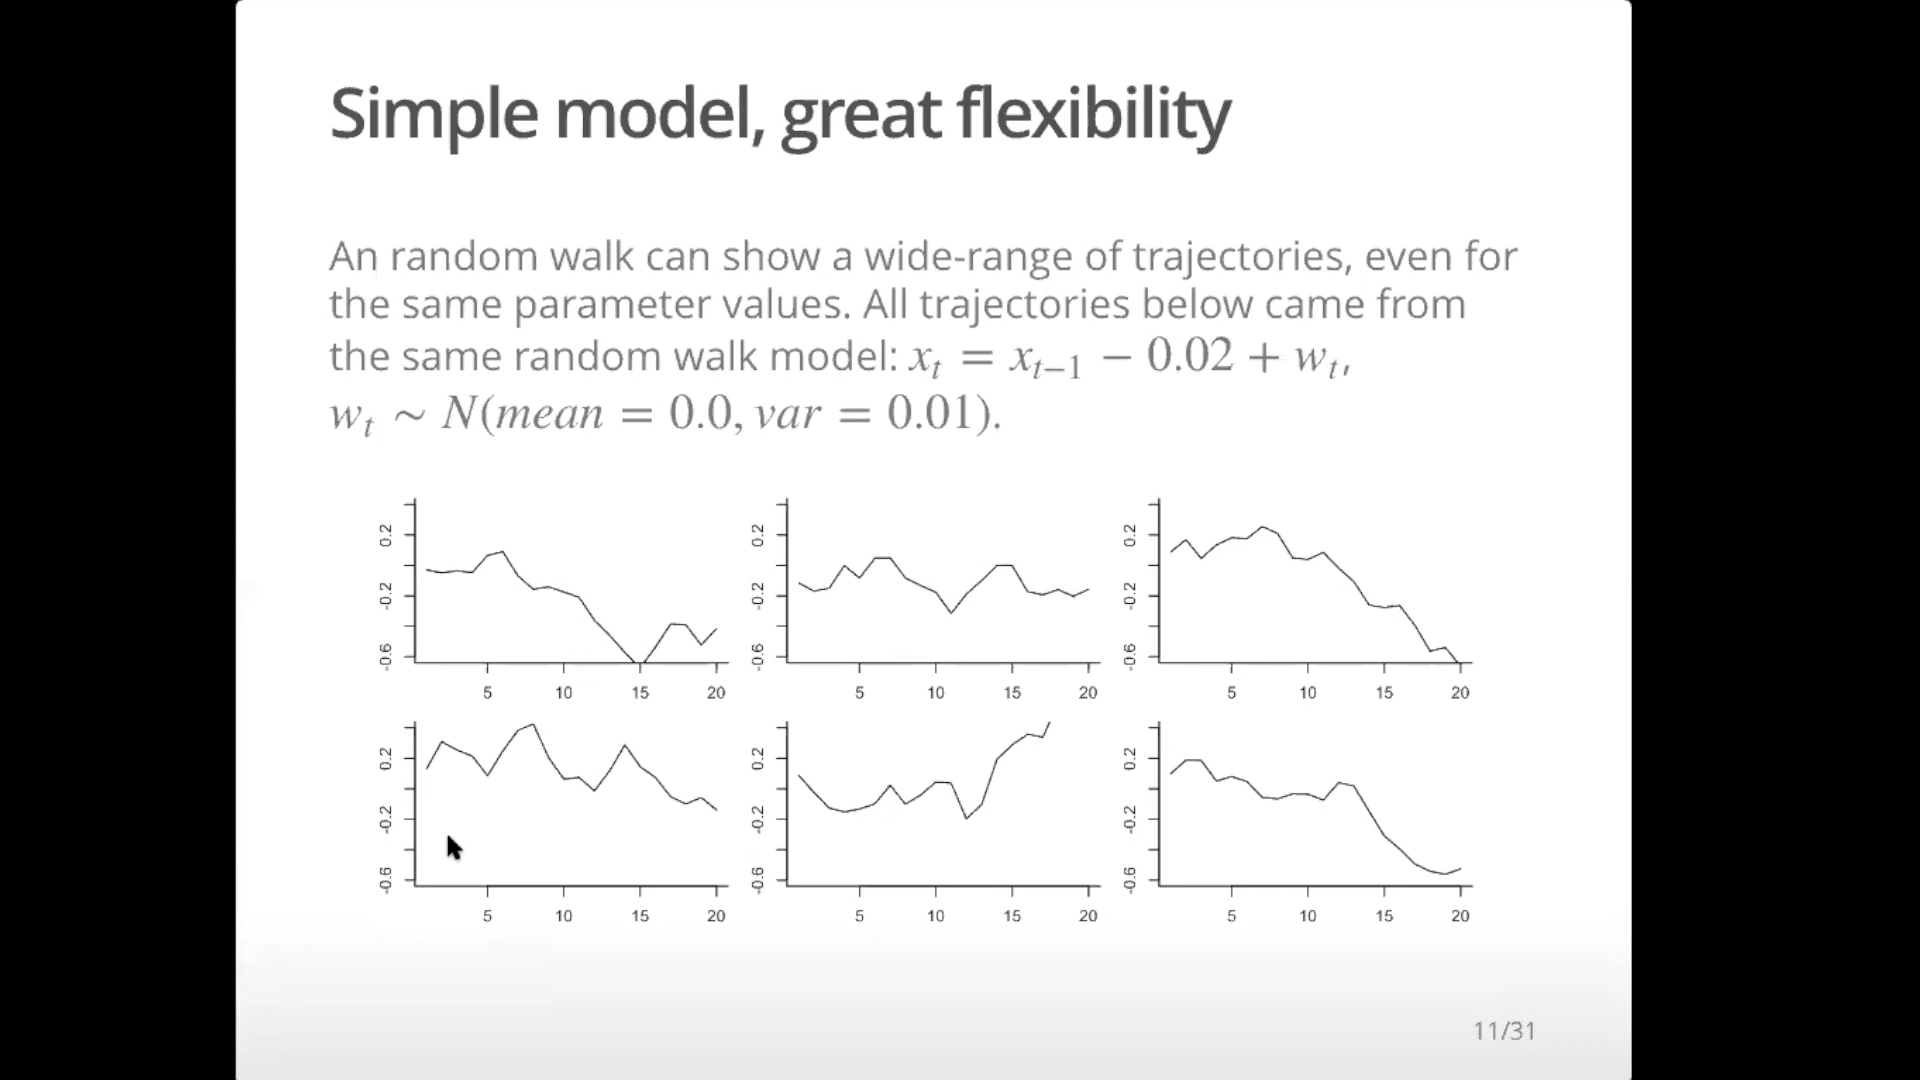 Simple model, great flexibility
An random walk can show a wide-range of trajectories, even for
the same parameter values. All trajectories below came from
the same random walk model: xₜ = xₜ₋₁ − 0.02 + wₜ,
wₜ ~ N(mean = 0.0, var = 0.01).
0.2 -0.2 -0.6
5 10 15 20
0.2 -0.2 -0.6
5 10 15 20
0.2 -0.2 -0.6
5 10 15 20
0.2 -0.2 -0.6
5 10 15 20
0.2 -0.2 -0.6
5 10 15 20
0.2 -0.2 -0.6
5 10 15 20
11/31